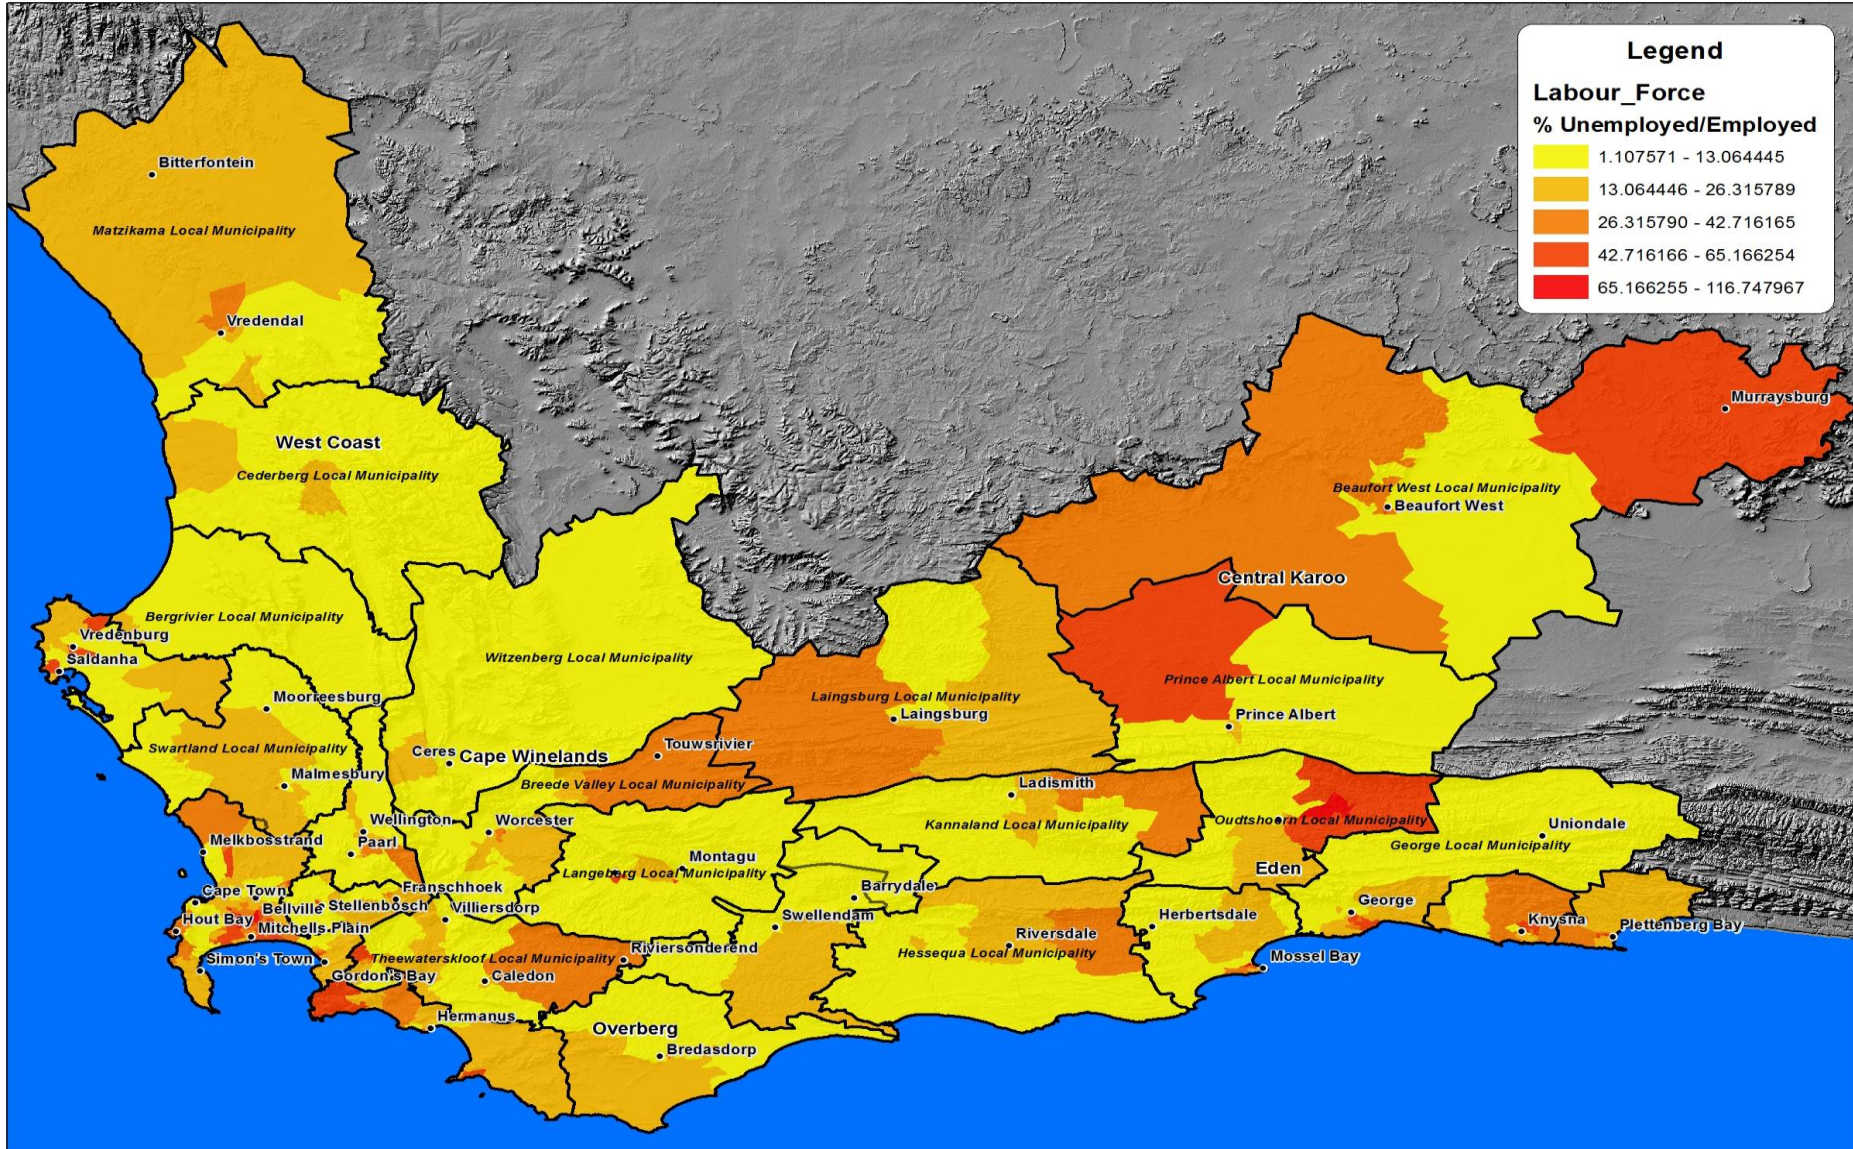 Legend
Labour_Force
% Unemployed/Employed
1.107571 - 13.064445
13.064446 - 26.315789
26.315790 - 42.716165
42.716166 - 65.166254
65.166255 - 116.747967
Bitterfontein
Matzikama Local Municipality
Vredendal
Murraysburg
West Coast
Cederberg Local Municipality
Beaufort West Local Municipality
Beaufort West
Central Karoo
Bergrivier Local Municipality
Vredenburg
Saldanha
Witzenberg Local Municipality
Prince Albert Local Municipality
Moorreesburg
Laingsburg Local Municipality
Laingsburg
Prince Albert
Swartland Local Municipality
Ceres
Cape Winelands
Touwsrivier
Malmesbury
Breede Valley Local Municipality
Ladismith
Wellington
Worcester
Kannaland Local Municipality
Oudtshoorn Local Municipality
Uniondale
Melkbosstrand
Paarl
George Local Municipality
Montagu
Langeberg Local Municipality
Eden
Cape Town
Franschhoek
Barrydale
Bellville
Stellenbosch
Villiersdorp
George
Hout Bay
Swellendam
Herbertsdale
Mitchells Plain
Knysna
Plettenberg Bay
Riversdale
Riviersonderend
Hessequa Local Municipality
Simon's Town
Theewaterskloof Local Municipality
Mossel Bay
Gordon's Bay
Caledon
Hermanus
Overberg
Bredasdorp